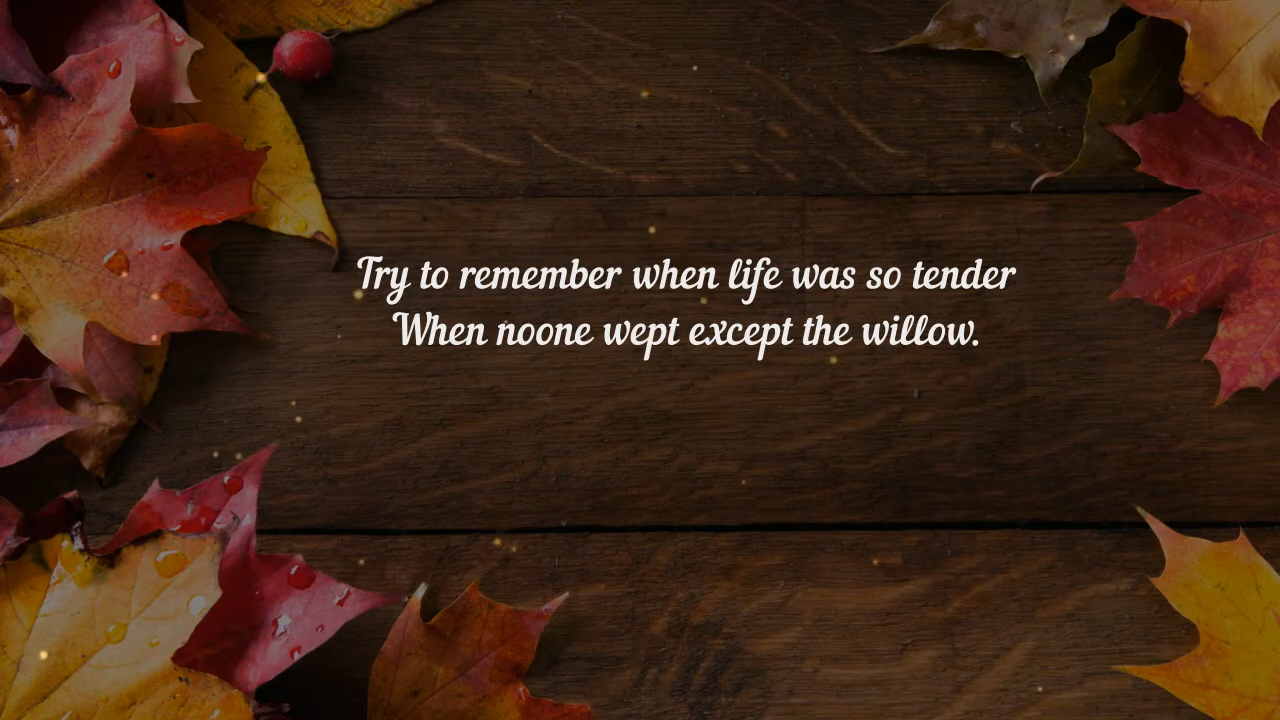 Try to remember when life was so tender
When noone wept except the willow.